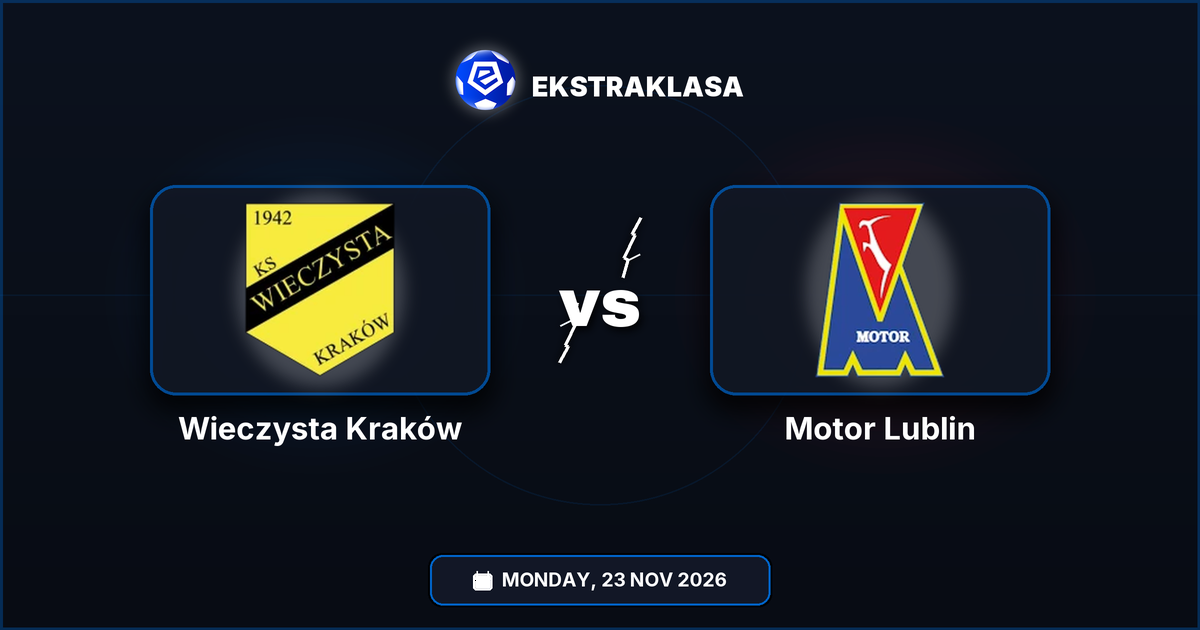 EKSTRAKLASA
1942
KS
WIECZYSTA
KRAKÓW
vs
MOTOR
Wieczysta Kraków
Motor Lublin
MONDAY, 23 NOV 2026